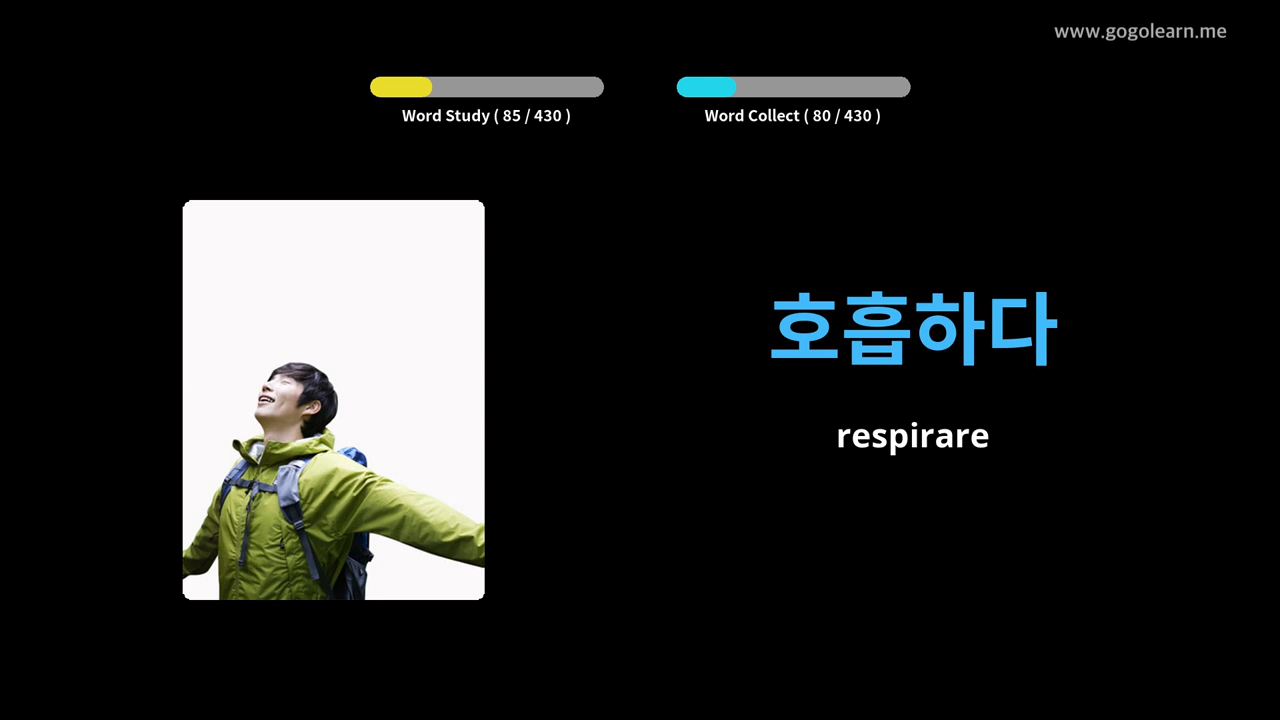 www.gogolearn.me
Word Study ( 85 / 430 )
Word Collect ( 80 / 430 )
호흡하다
respirare